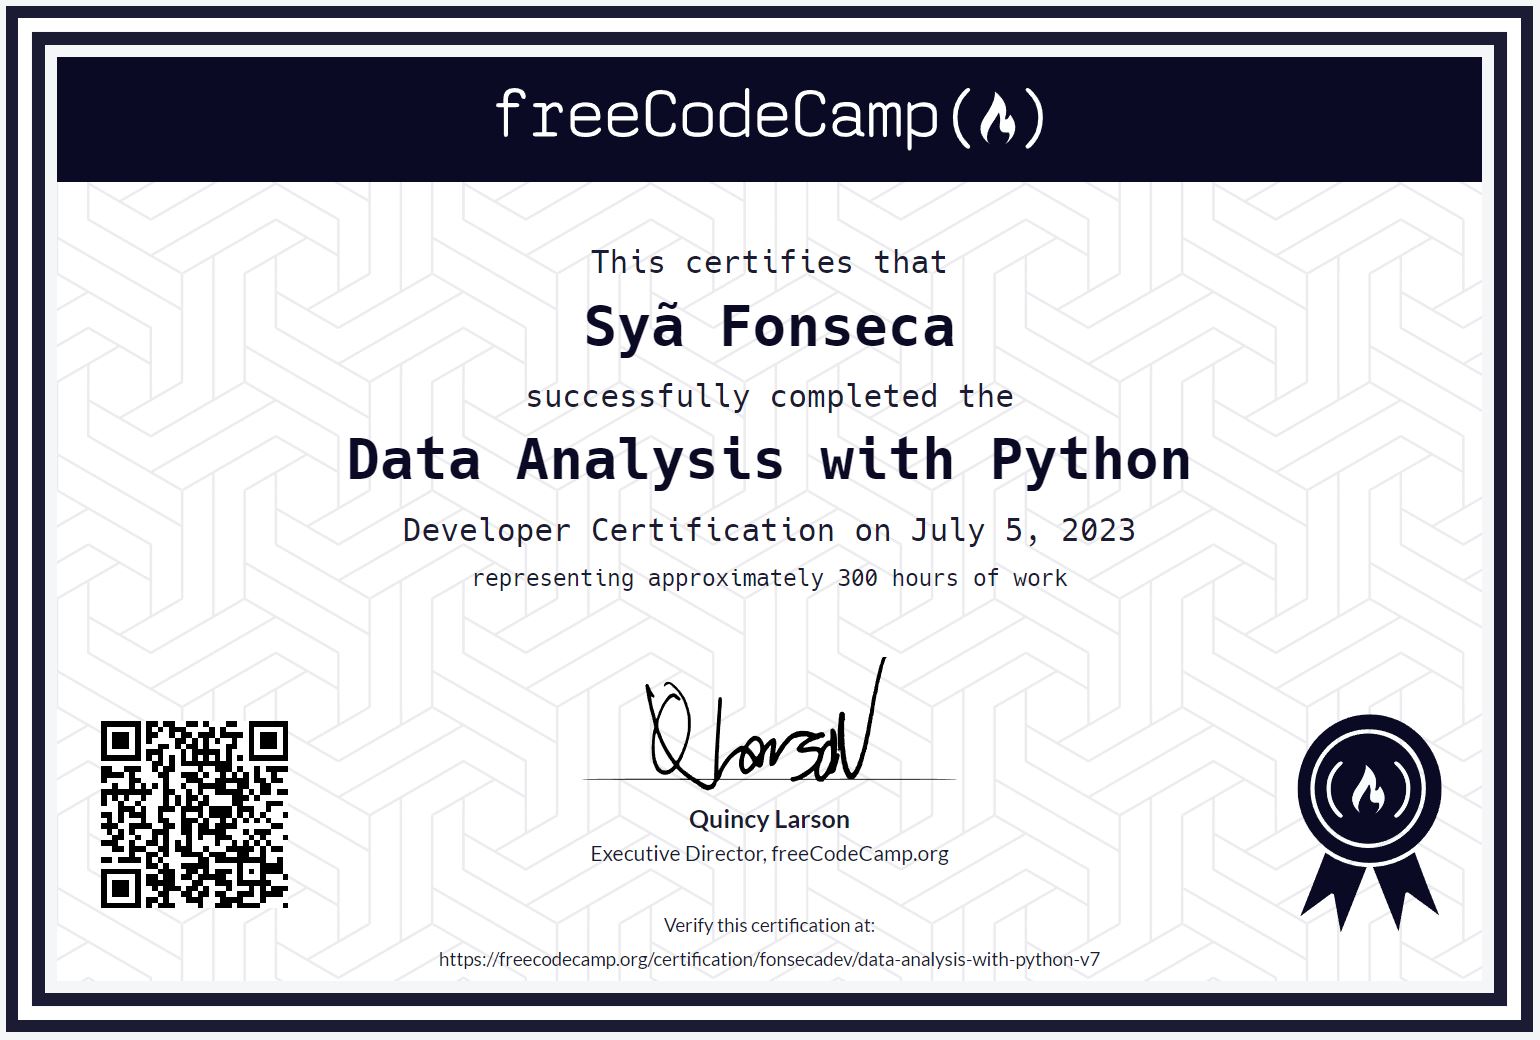 freeCodeCamp
This certifies that
Syã Fonseca
successfully completed the
Data Analysis with Python
Developer Certification on July 5, 2023
representing approximately 300 hours of work
Q Larson
Quincy Larson
Executive Director, freeCodeCamp.org
Verify this certification at:
https://freecodecamp.org/certification/fonsecadev/data-analysis-with-python-v7